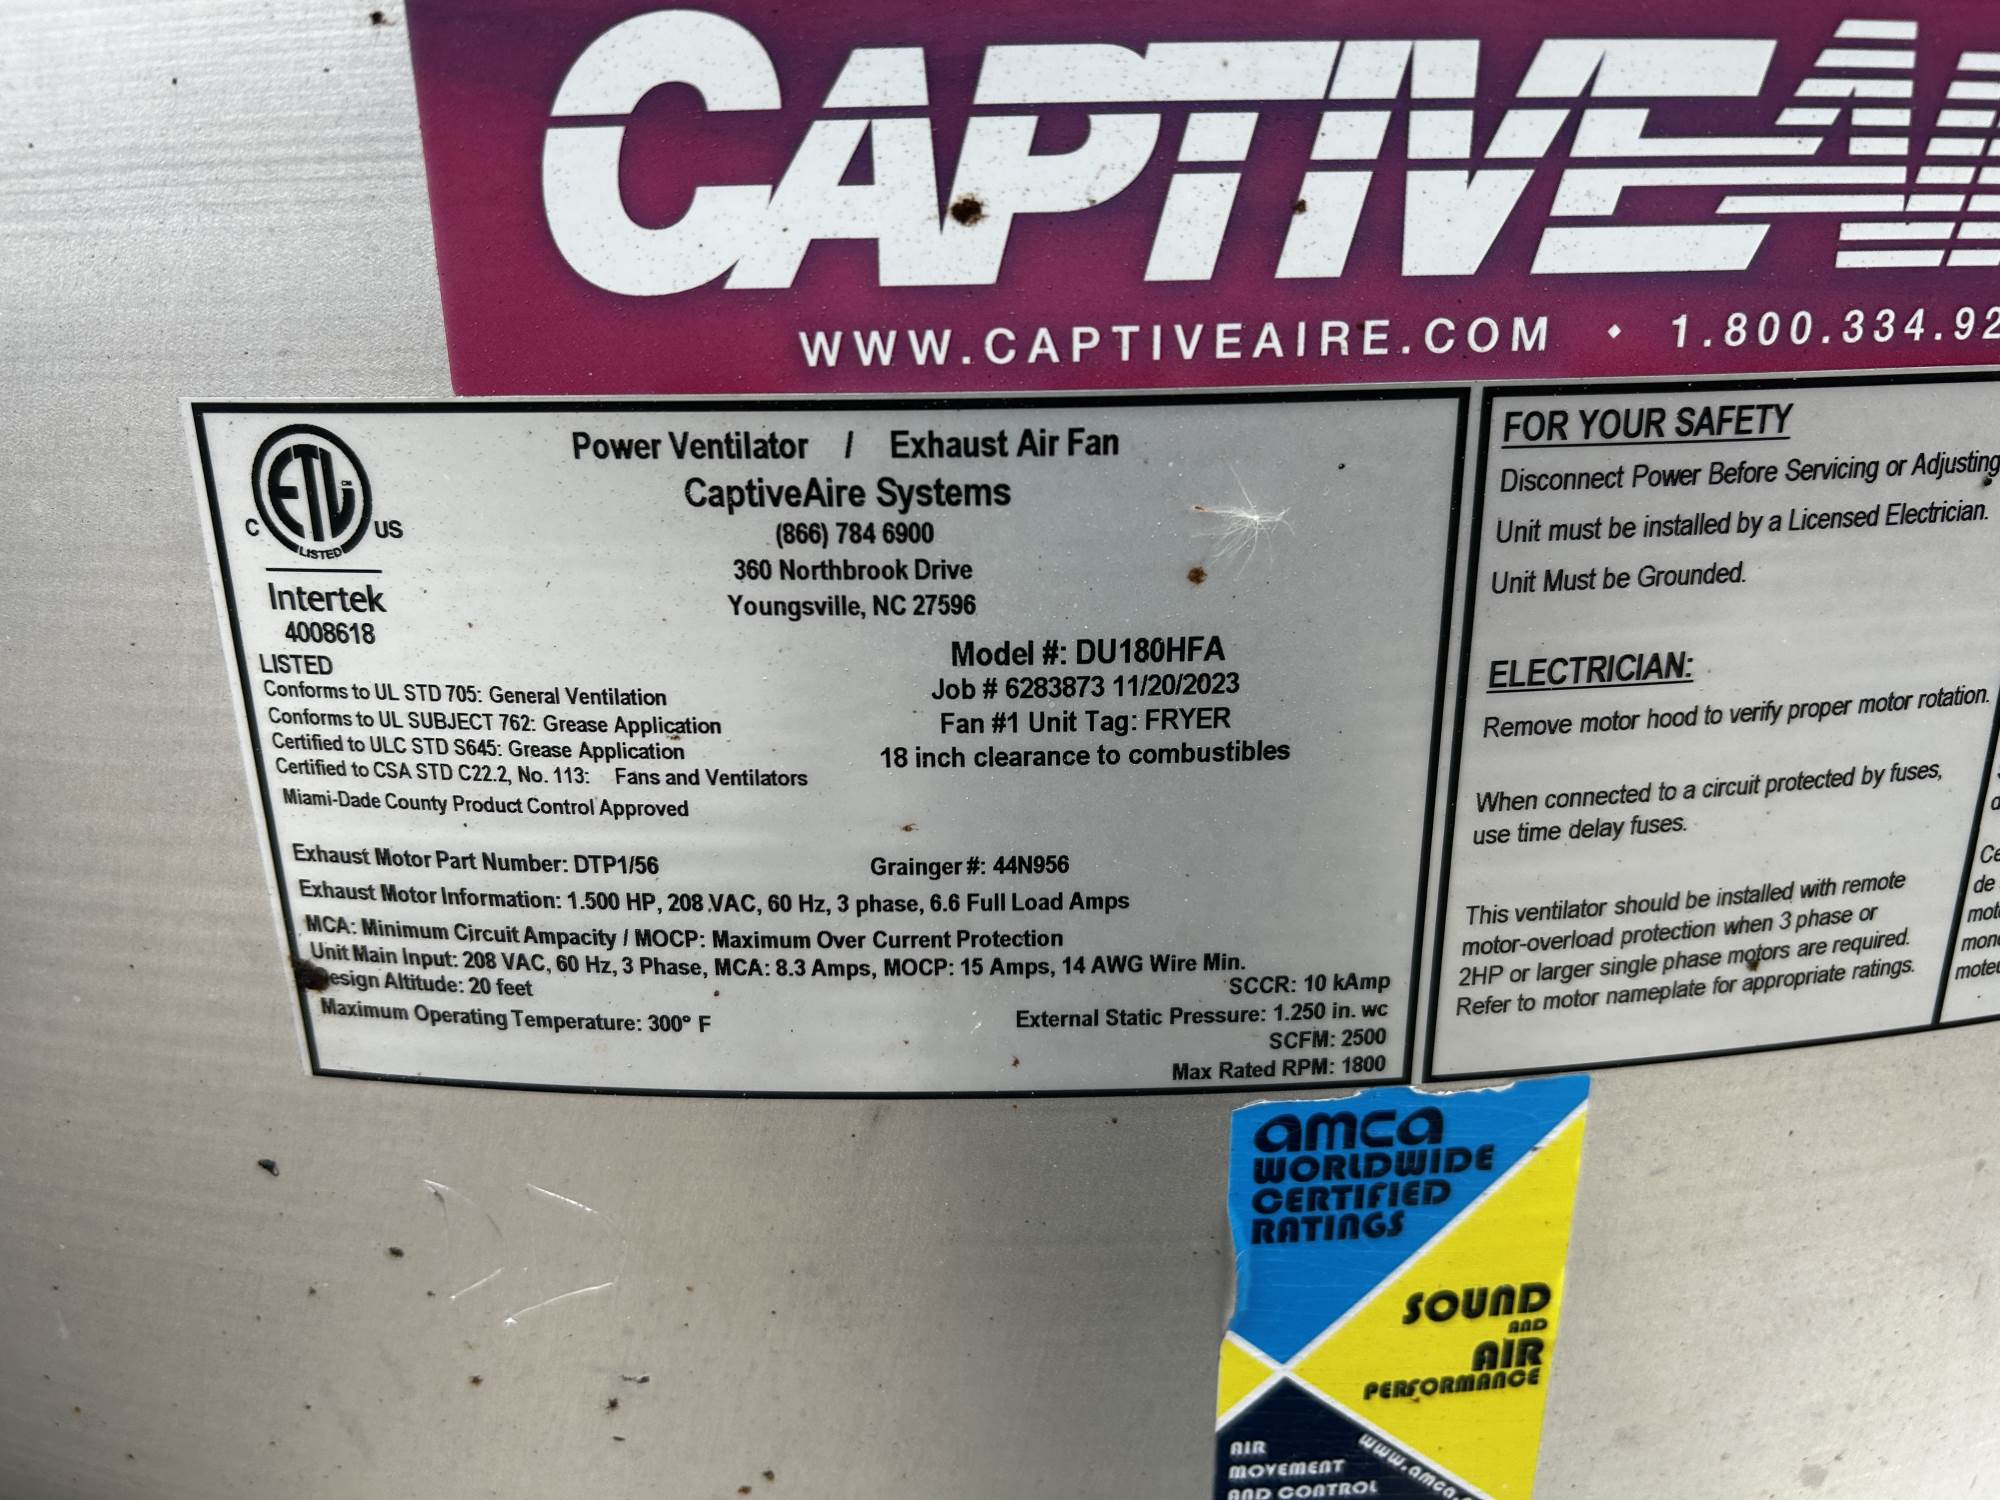 CAPTIVEAI
WWW.CAPTIVEAIRE.COM • 1.800.334.92
ETL CM
C US
LISTED
Intertek
4008618
Power Ventilator / Exhaust Air Fan
CaptiveAire Systems
(866) 784 6900
360 Northbrook Drive
Youngsville, NC 27596
LISTED
Conforms to UL STD 705: General Ventilation
Conforms to UL SUBJECT 762: Grease Application
Certified to ULC STD S645: Grease Application
Certified to CSA STD C22.2, No. 113: Fans and Ventilators
Miami-Dade County Product Control Approved
Model #: DU180HFA
Job # 6283873 11/20/2023
Fan #1 Unit Tag: FRYER
18 inch clearance to combustibles
Exhaust Motor Part Number: DTP1/56 Grainger #: 44N956
Exhaust Motor Information: 1.500 HP, 208 VAC, 60 Hz, 3 phase, 6.6 Full Load Amps
MCA: Minimum Circuit Ampacity / MOCP: Maximum Over Current Protection
Unit Main Input: 208 VAC, 60 Hz, 3 Phase, MCA: 8.3 Amps, MOCP: 15 Amps, 14 AWG Wire Min.
esign Altitude: 20 feet
Maximum Operating Temperature: 300° F
SCCR: 10 kAmp
External Static Pressure: 1.250 in. wc
SCFM: 2500
Max Rated RPM: 1800
FOR YOUR SAFETY
Disconnect Power Before Servicing or Adjusting
Unit must be installed by a Licensed Electrician.
Unit Must be Grounded.
ELECTRICIAN:
Remove motor hood to verify proper motor rotation.
When connected to a circuit protected by fuses,
use time delay fuses.
This ventilator should be installed with remote
motor-overload protection when 3 phase or
2HP or larger single phase motors are required.
Refer to motor nameplate for appropriate ratings.
Ce
de
mot
mono
moteu
amca
WORLDWIDE
CERTIFIED
RATINGS
SOUND
AND
AIR
PERFORMANCE
AIR
MOVEMENT
AND CONTROL
www.amca.